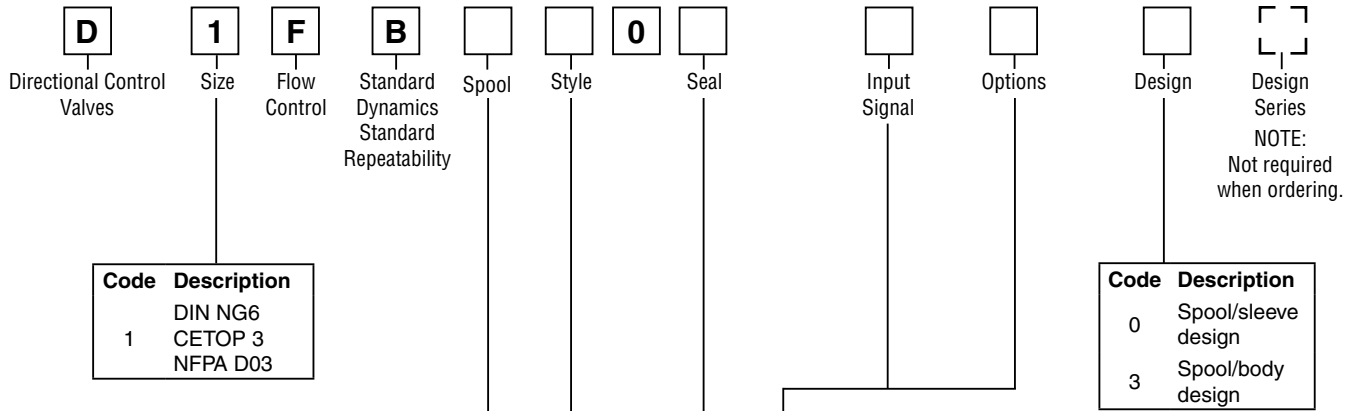 D 1 F B 0
Directional Control Valves
Size
Flow Control
Standard Dynamics Standard Repeatability
Spool
Style
Seal
Input Signal
Options
Design
Design Series
NOTE:
Not required
when ordering.
Code Description
1 DIN NG6
CETOP 3
NFPA D03
Code Description
0 Spool/sleeve design
3 Spool/body design